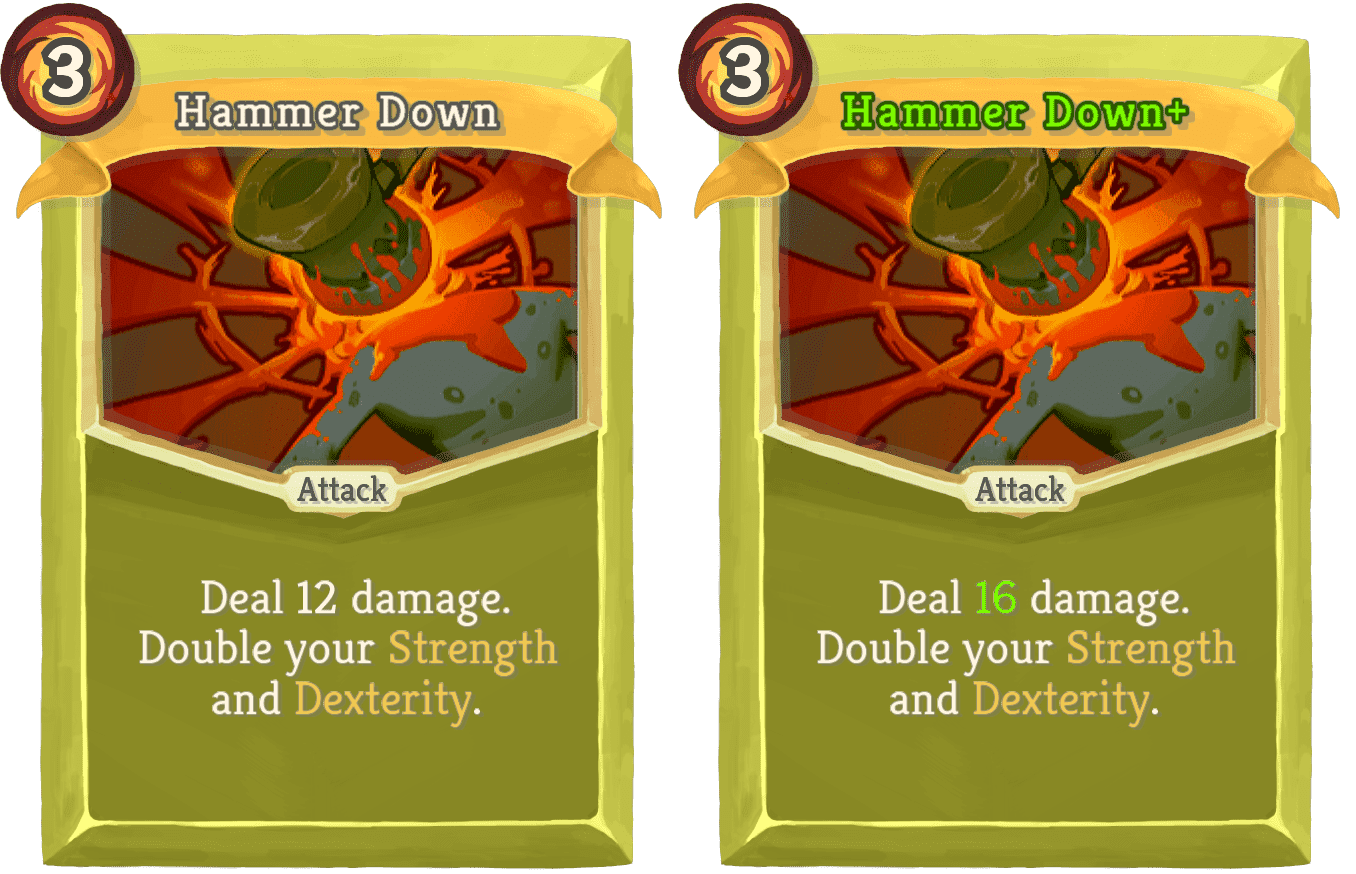 3
Hammer Down
Attack
Deal 12 damage.
Double your Strength
and Dexterity.
3
Hammer Down+
Attack
Deal 16 damage.
Double your Strength
and Dexterity.